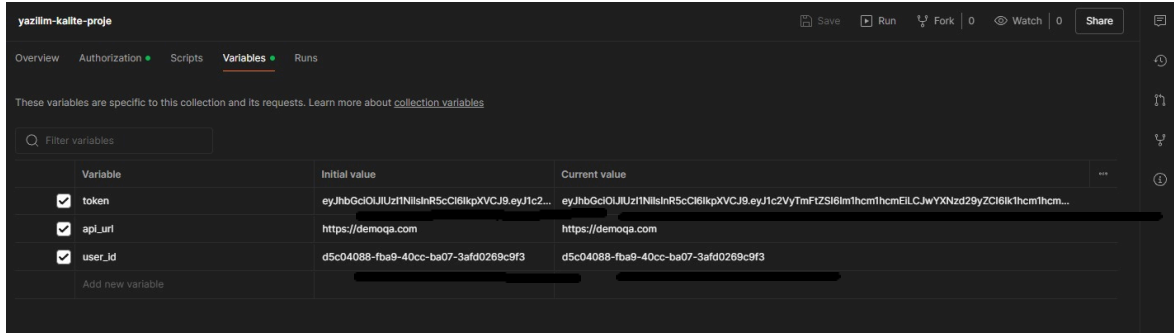 yazilim-kalite-proje Save Run Fork 0 Watch 0 Share
Overview Authorization Scripts Variables Runs
These variables are specific to this collection and its requests. Learn more about collection variables
Filter variables
Variable Initial value Current value
token eyJhbGciOiJIUzI1NiIsInR5cCI6IkpXVCJ9.eyJ1c2... eyJhbGciOiJIUzI1NiIsInR5cCI6IkpXVCJ9.eyJ1c2VyTmFtZSI6Im1hcm1hcmEiLCJwYXNzd29yZCI6Ik1hcm1hcm...
api_url https://demoqa.com https://demoqa.com
user_id d5c04088-fba9-40cc-ba07-3afd0269c9f3 d5c04088-fba9-40cc-ba07-3afd0269c9f3
Add new variable